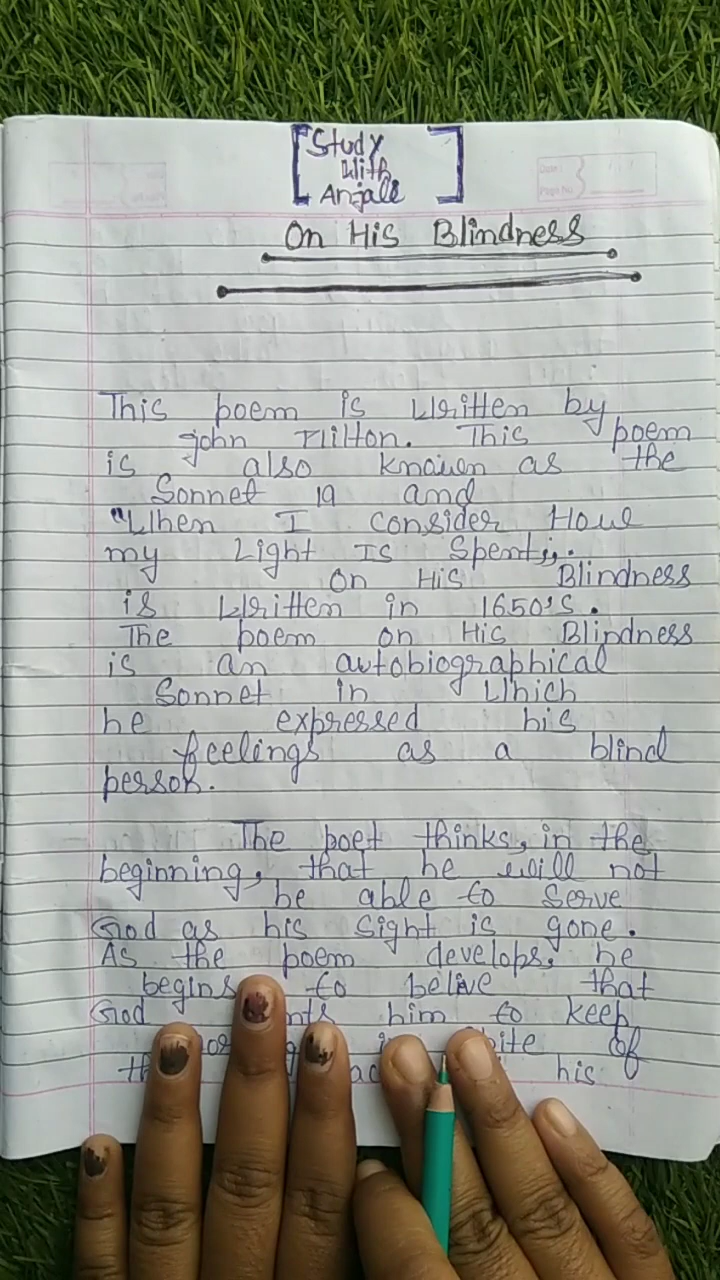 Study
With
Anjali
On His Blindness
This poem is written by
john Milton. This poem
is also known as the
Sonnet 19 and
"When I consider How
my Light Is Spent".
On His Blindness
is written in 1650's.
The poem on His Blindness
is an autobiographical
Sonnet in Which
he expressed his
feelings as a blind
person.
The poet thinks, in the
beginning, that he will not
be able to serve
God as his sight is gone.
As the poem develops, he
begins to belive that
God him to keep
of
his